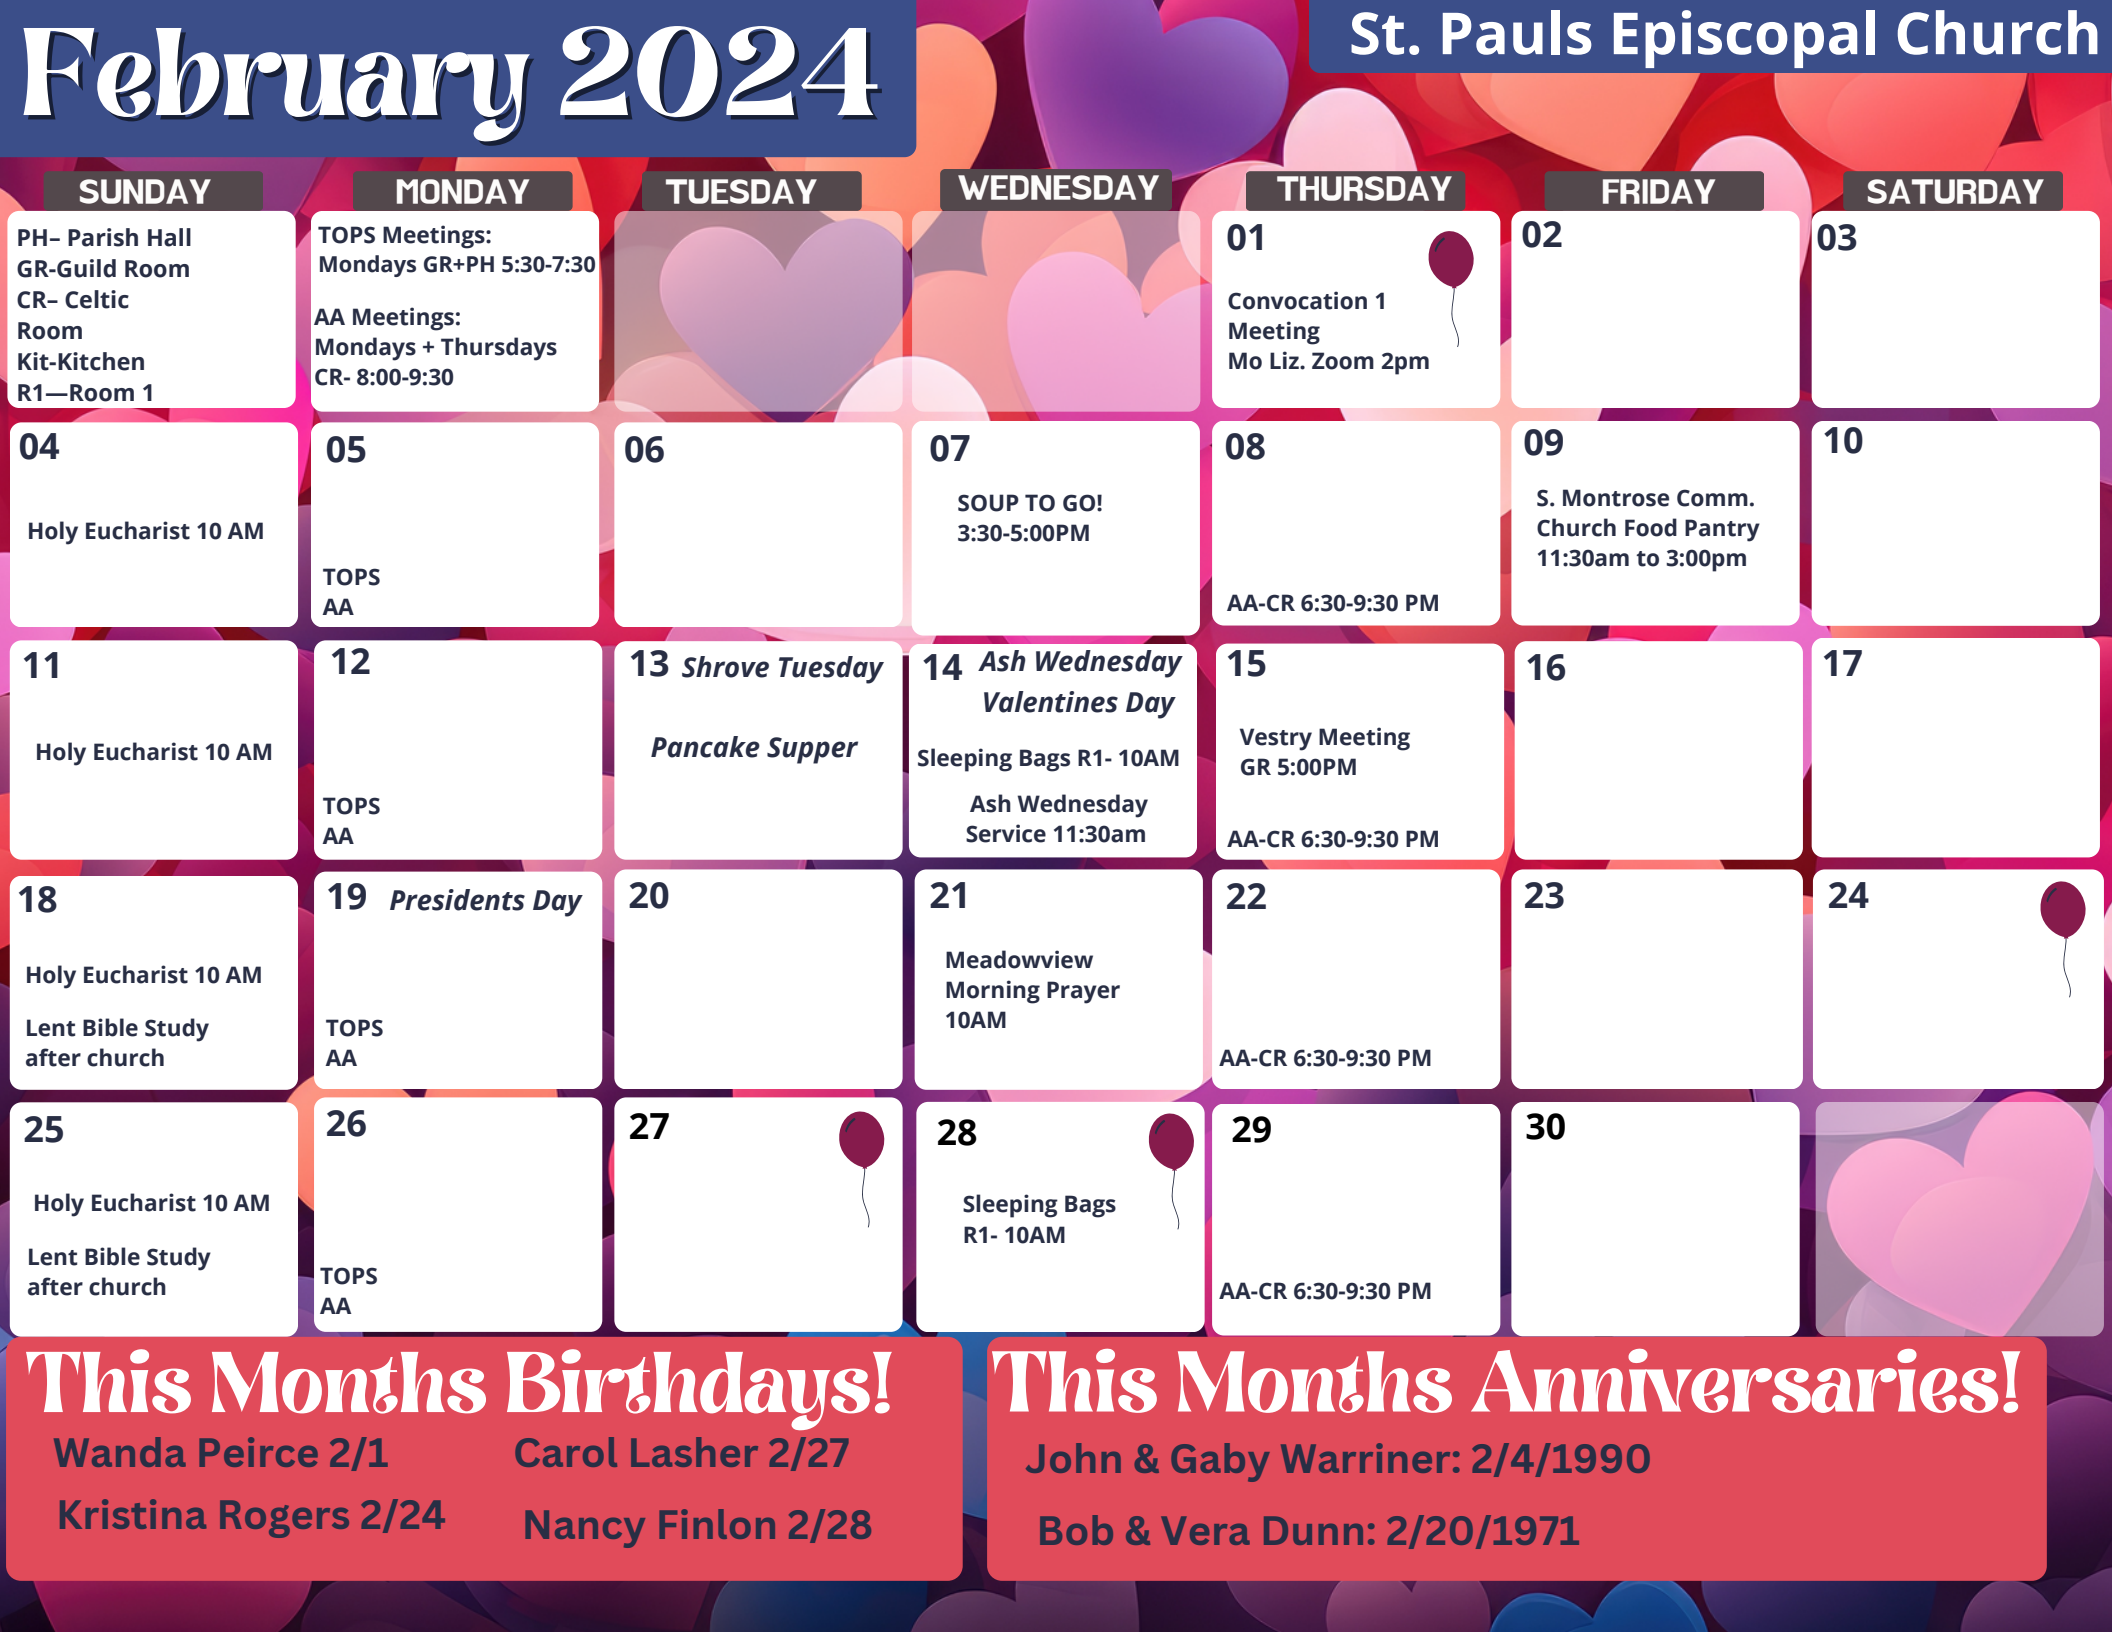 February 2024
St. Pauls Episcopal Church
SUNDAY
MONDAY
TUESDAY
WEDNESDAY
THURSDAY
FRIDAY
SATURDAY
PH– Parish Hall
GR-Guild Room
CR– Celtic
Room
Kit-Kitchen
R1—Room 1
TOPS Meetings:
Mondays GR+PH 5:30-7:30
AA Meetings:
Mondays + Thursdays
CR- 8:00-9:30
01
Convocation 1
Meeting
Mo Liz. Zoom 2pm
02
03
04
Holy Eucharist 10 AM
05
TOPS
AA
06
07
SOUP TO GO!
3:30-5:00PM
08
AA-CR 6:30-9:30 PM
09
S. Montrose Comm.
Church Food Pantry
11:30am to 3:00pm
10
11
Holy Eucharist 10 AM
12
TOPS
AA
13 Shrove Tuesday
Pancake Supper
14 Ash Wednesday
Valentines Day
Sleeping Bags R1- 10AM
Ash Wednesday
Service 11:30am
15
Vestry Meeting
GR 5:00PM
AA-CR 6:30-9:30 PM
16
17
18
Holy Eucharist 10 AM
Lent Bible Study
after church
19 Presidents Day
TOPS
AA
20
21
Meadowview
Morning Prayer
10AM
22
AA-CR 6:30-9:30 PM
23
24
25
Holy Eucharist 10 AM
Lent Bible Study
after church
26
TOPS
AA
27
28
Sleeping Bags
R1- 10AM
29
AA-CR 6:30-9:30 PM
30
This Months Birthdays!
Wanda Peirce 2/1
Kristina Rogers 2/24
Carol Lasher 2/27
Nancy Finlon 2/28
This Months Anniversaries!
John & Gaby Warriner: 2/4/1990
Bob & Vera Dunn: 2/20/1971